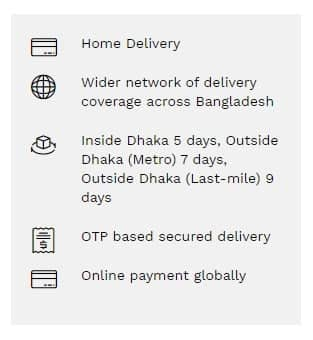 Home Delivery
Wider network of delivery
coverage across Bangladesh
Inside Dhaka 5 days, Outside
Dhaka (Metro) 7 days,
Outside Dhaka (Last-mile) 9
days
OTP based secured delivery
Online payment globally